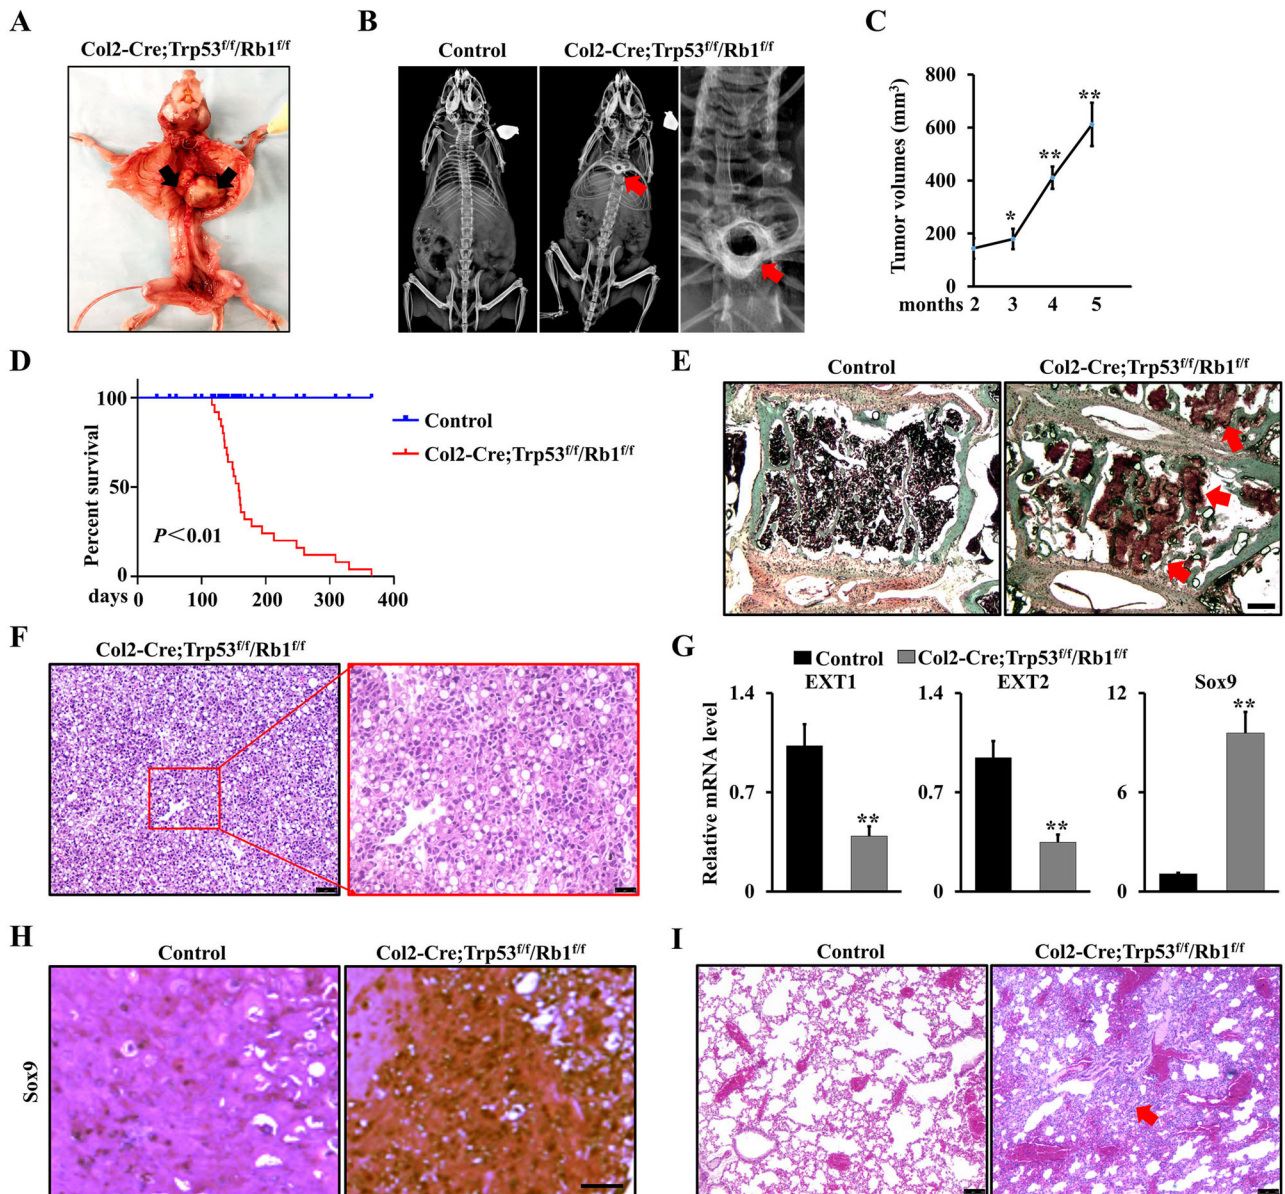 A
Col2-Cre;Trp53f/f/Rb1f/f
B
Control
Col2-Cre;Trp53f/f/Rb1f/f
C
Tumor volumes (mm3)
800
600
400
200
0
*
**
**
months 2 3 4 5
D
Percent survival
100
50
0
P<0.01
days 0 100 200 300 400
Control
Col2-Cre;Trp53f/f/Rb1f/f
E
Control
Col2-Cre;Trp53f/f/Rb1f/f
F
Col2-Cre;Trp53f/f/Rb1f/f
G
Control
Col2-Cre;Trp53f/f/Rb1f/f
Relative mRNA level
EXT1
1.4
0.7
0
**
EXT2
1.4
0.7
0
**
Sox9
12
6
0
**
H
Control
Col2-Cre;Trp53f/f/Rb1f/f
Sox9
I
Control
Col2-Cre;Trp53f/f/Rb1f/f